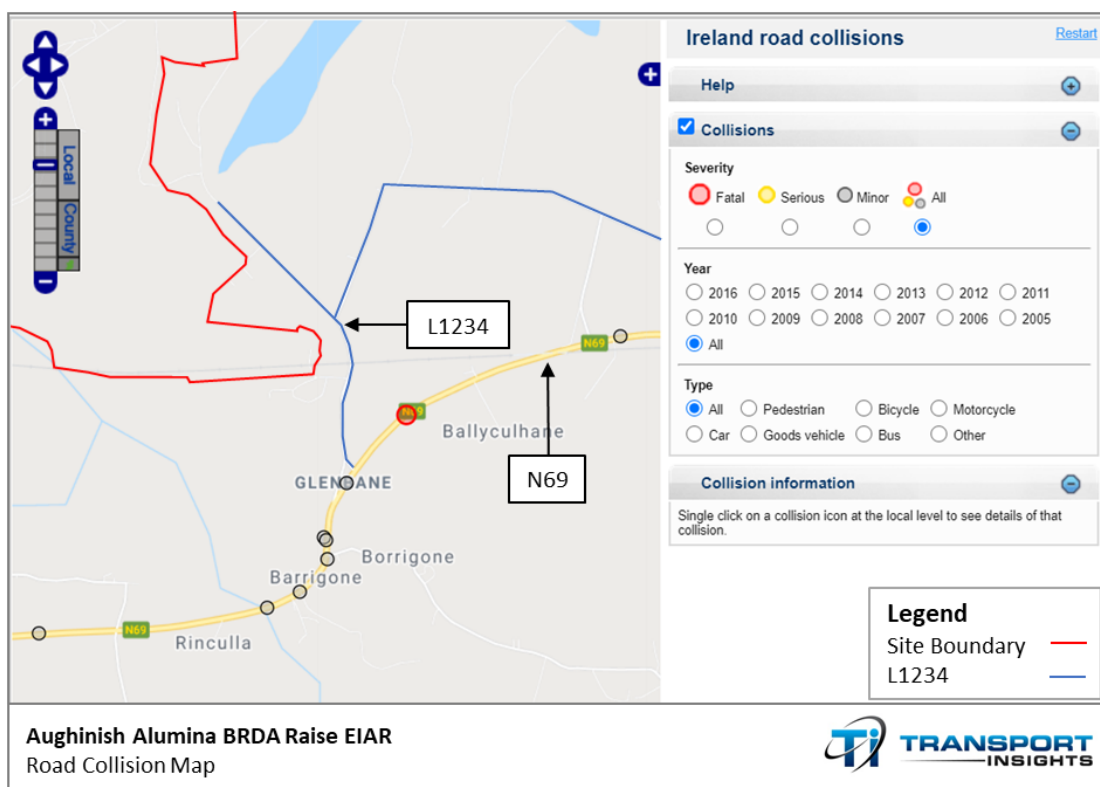 Ireland road collisions
Restart
Help
Collisions
Severity
Fatal
Serious
Minor
All
Year
2016
2015
2014
2013
2012
2011
2010
2009
2008
2007
2006
2005
All
Type
All
Pedestrian
Bicycle
Motorcycle
Car
Goods vehicle
Bus
Other
Collision information
Single click on a collision icon at the local level to see details of that
collision.
Local
County
L1234
N69
N69
Ballyculhane
N69
GLENBANE
Borrigone
Barrigone
N69
Rinculla
Legend
Site Boundary
L1234
Aughinish Alumina BRDA Raise EIAR
Road Collision Map
Ti
TRANSPORT
INSIGHTS